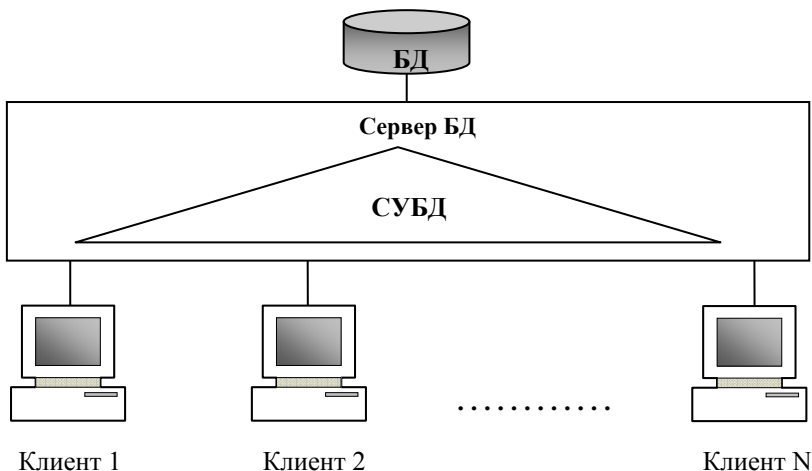 БД
Сервер БД
СУБД
............
Клиент 1 Клиент 2 Клиент N